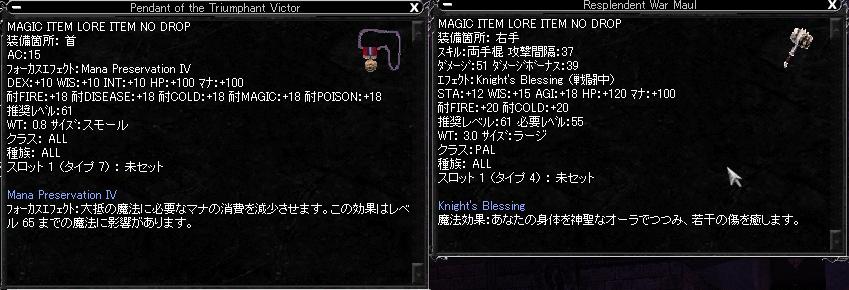 Pendant of the Triumphant Victor
MAGIC ITEM LORE ITEM NO DROP
装備箇所: 首
AC:15
フォーカスエフェクト:Mana Preservation IV
DEX:+10 WIS:+10 INT:+10 HP:+100 マナ:+100
耐FIRE:+18 耐DISEASE:+18 耐COLD:+18 耐MAGIC:+18 耐POISON:+18
推奨レベル:61
WT: 0.8 サイズ:スモール
クラス: ALL
種族: ALL
スロット 1 (タイプ 7) : 未セット
Mana Preservation IV
フォーカスエフェクト:大抵の魔法に必要なマナの消費を減少させます。この効果はレベ
ル 65 までの魔法に影響があります。
Resplendent War Maul
MAGIC ITEM LORE ITEM NO DROP
装備箇所: 右手
スキル:両手棍 攻撃間隔:37
ダメージ:51 ダメージボーナス:39
エフェクト:Knight's Blessing (戦闘中)
STA:+12 WIS:+15 AGI:+18 HP:+120 マナ:+100
耐FIRE:+20 耐COLD:+20
推奨レベル:61 必要レベル:55
WT: 3.0 サイズ:ラージ
クラス:PAL
種族: ALL
スロット 1 (タイプ 4) : 未セット
Knight's Blessing
魔法効果:あなたの身体を神聖なオーラでつつみ、若干の傷を癒します。